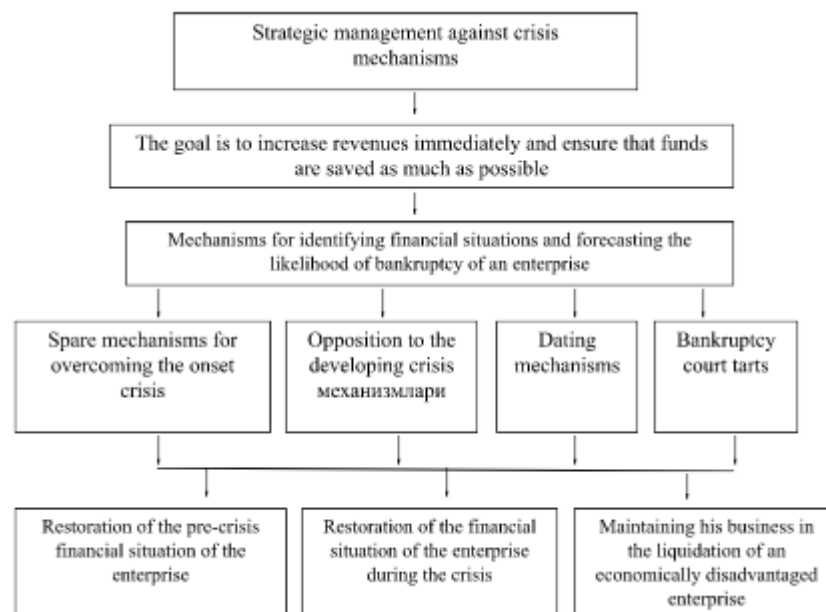 Strategic management against crisis
mechanisms
The goal is to increase revenues immediately and ensure that funds
are saved as much as possible
Mechanisms for identifying financial situations and forecasting the
likelihood of bankruptcy of an enterprise
Spare mechanisms for
overcoming the onset
crisis
Opposition to the
developing crisis
механизмлари
Dating
mechanisms
Bankruptcy
court tarts
Restoration of the pre-crisis
financial situation of the
enterprise
Restoration of the financial
situation of the enterprise
during the crisis
Maintaining his business in
the liquidation of an
economically disadvantaged
enterprise